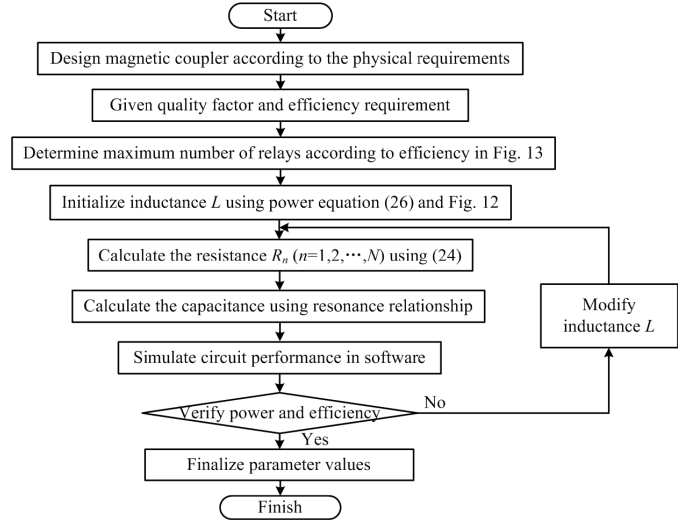 Start
Design magnetic coupler according to the physical requirements
Given quality factor and efficiency requirement
Determine maximum number of relays according to efficiency in Fig. 13
Initialize inductance L using power equation (26) and Fig. 12
Calculate the resistance Rₙ (n=1,2,⋯,N) using (24)
Calculate the capacitance using resonance relationship
Modify
inductance L
Simulate circuit performance in software
Verify power and efficiency
No
Yes
Finalize parameter values
Finish